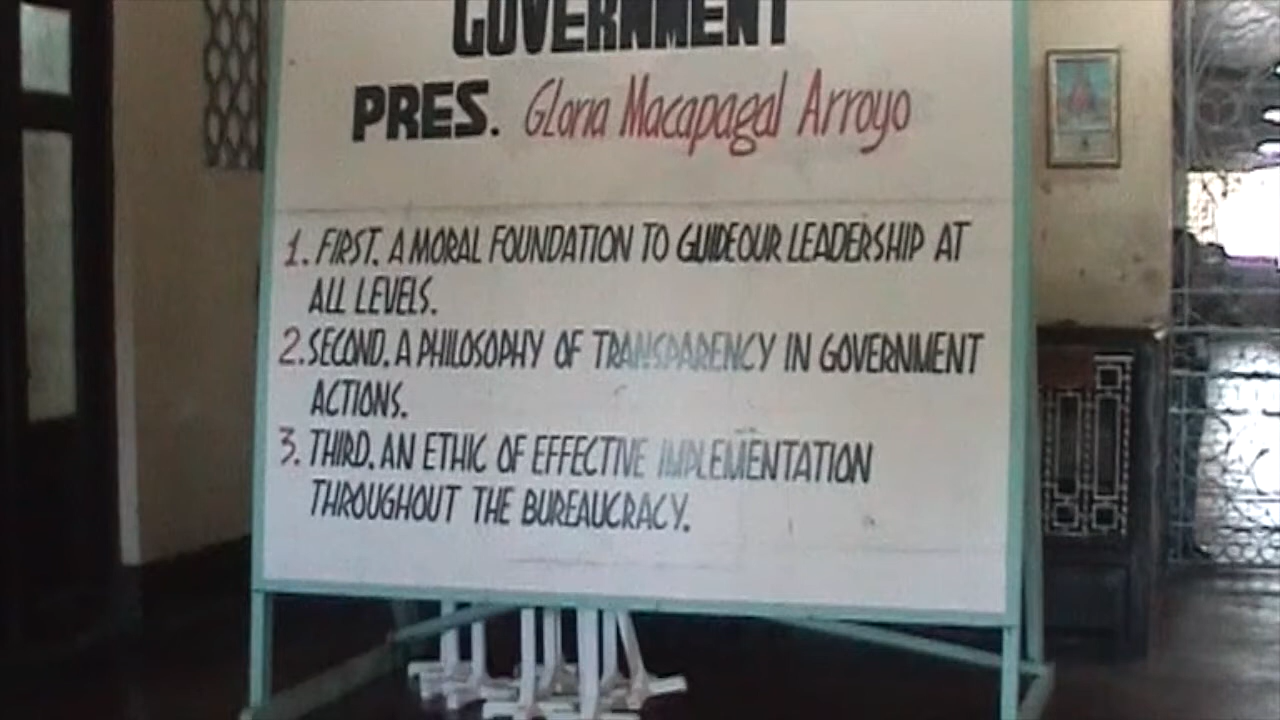 GOVERNMENT
PRES. Gloria Macapagal Arroyo
1. FIRST. A MORAL FOUNDATION TO GUIDEOUR LEADERSHIP AT
ALL LEVELS.
2. SECOND. A PHILOSOPHY OF TRANSPARENCY IN GOVERNMENT
ACTIONS.
3. THIRD. AN ETHIC OF EFFECTIVE IMPLEMENTATION
THROUGHOUT THE BUREAUCRACY.